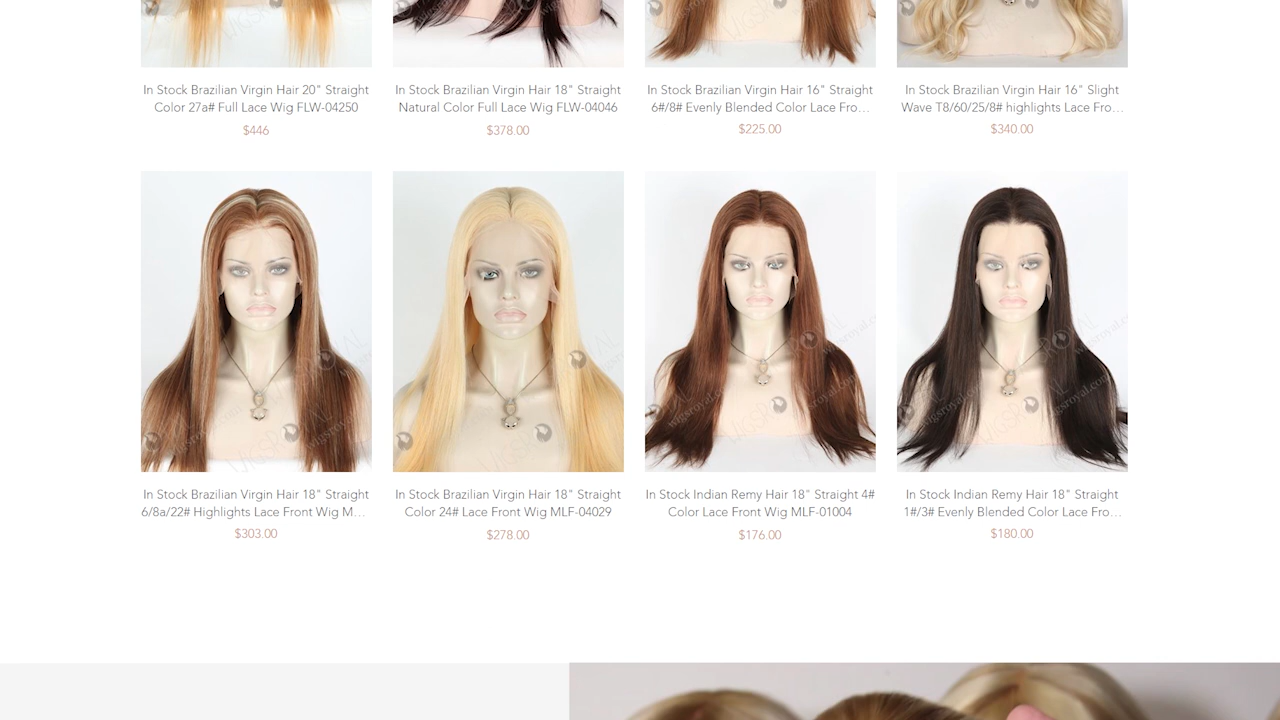 In Stock Brazilian Virgin Hair 20" Straight
Color 27a# Full Lace Wig FLW-04250
$446
In Stock Brazilian Virgin Hair 18" Straight
Natural Color Full Lace Wig FLW-04046
$378.00
In Stock Brazilian Virgin Hair 16" Straight
6#/8# Evenly Blended Color Lace Fro...
$225.00
In Stock Brazilian Virgin Hair 16" Slight
Wave T8/60/25/8# highlights Lace Fro...
$340.00
In Stock Brazilian Virgin Hair 18" Straight
6/8a/22# Highlights Lace Front Wig M...
$303.00
In Stock Brazilian Virgin Hair 18" Straight
Color 24# Lace Front Wig MLF-04029
$278.00
In Stock Indian Remy Hair 18" Straight 4#
Color Lace Front Wig MLF-01004
$176.00
In Stock Indian Remy Hair 18" Straight
1#/3# Evenly Blended Color Lace Fro...
$180.00